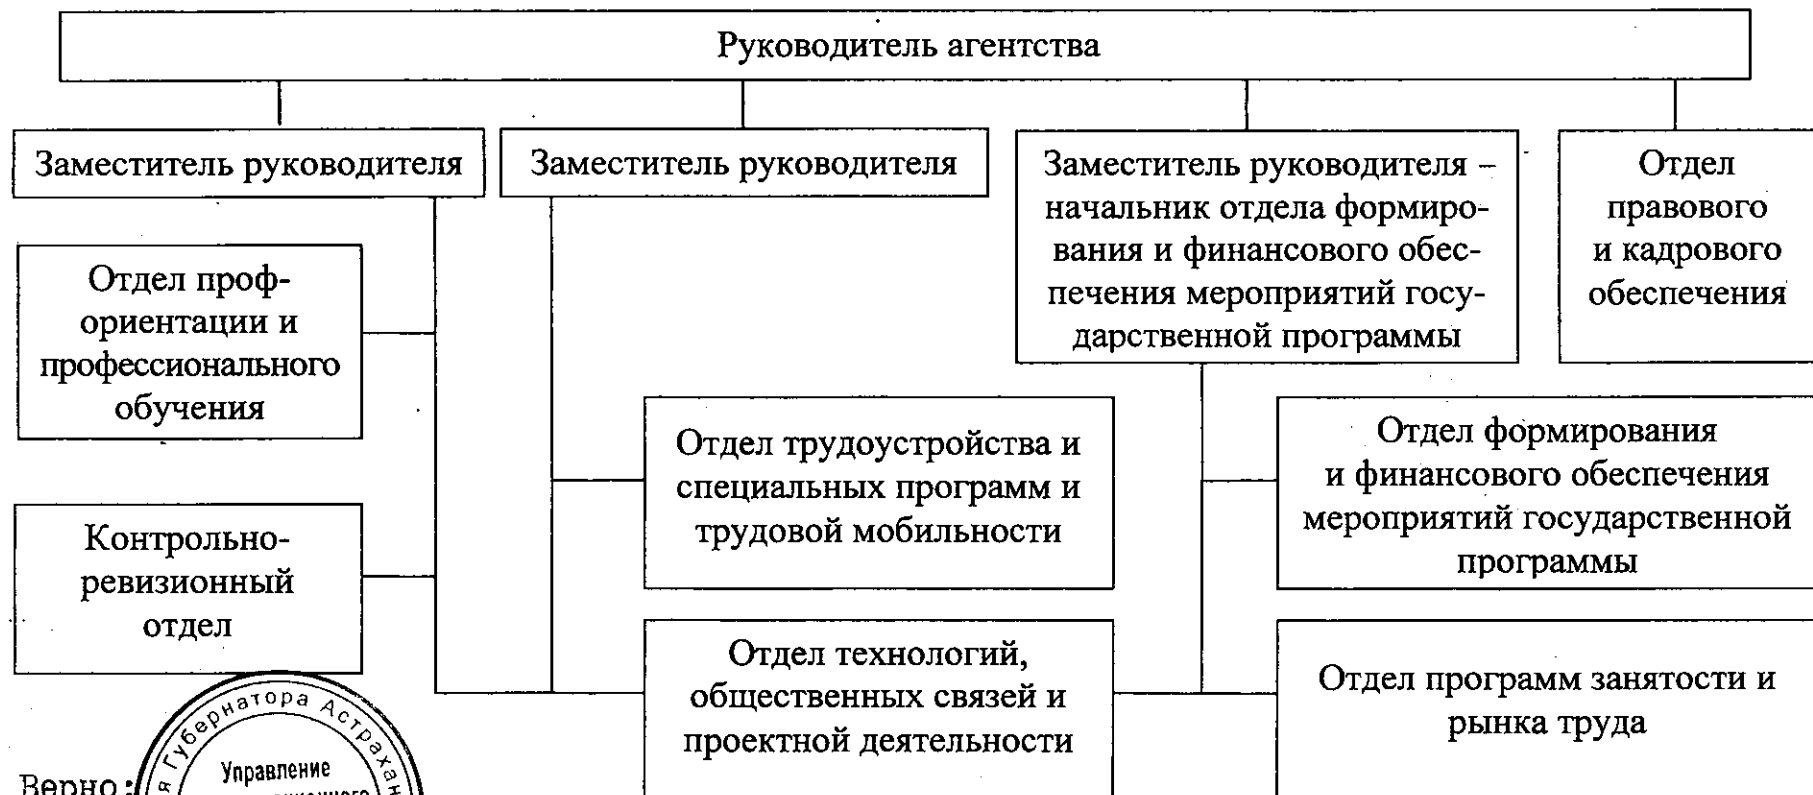 Руководитель агентства
Заместитель руководителя
Заместитель руководителя
Заместитель руководителя –
начальник отдела формиро-
вания и финансового обес-
печения мероприятий госу-
дарственной программы
Отдел
правового
и кадрового
обеспечения
Отдел проф-
ориентации и
профессионального
обучения
Отдел трудоустройства и
специальных программ и
трудовой мобильности
Отдел формирования
и финансового обеспечения
мероприятий государственной
программы
Контрольно-
ревизионный
отдел
Отдел технологий,
общественных связей и
проектной деятельности
Отдел программ занятости и
рынка труда
Верно:
Губернатора
Управление